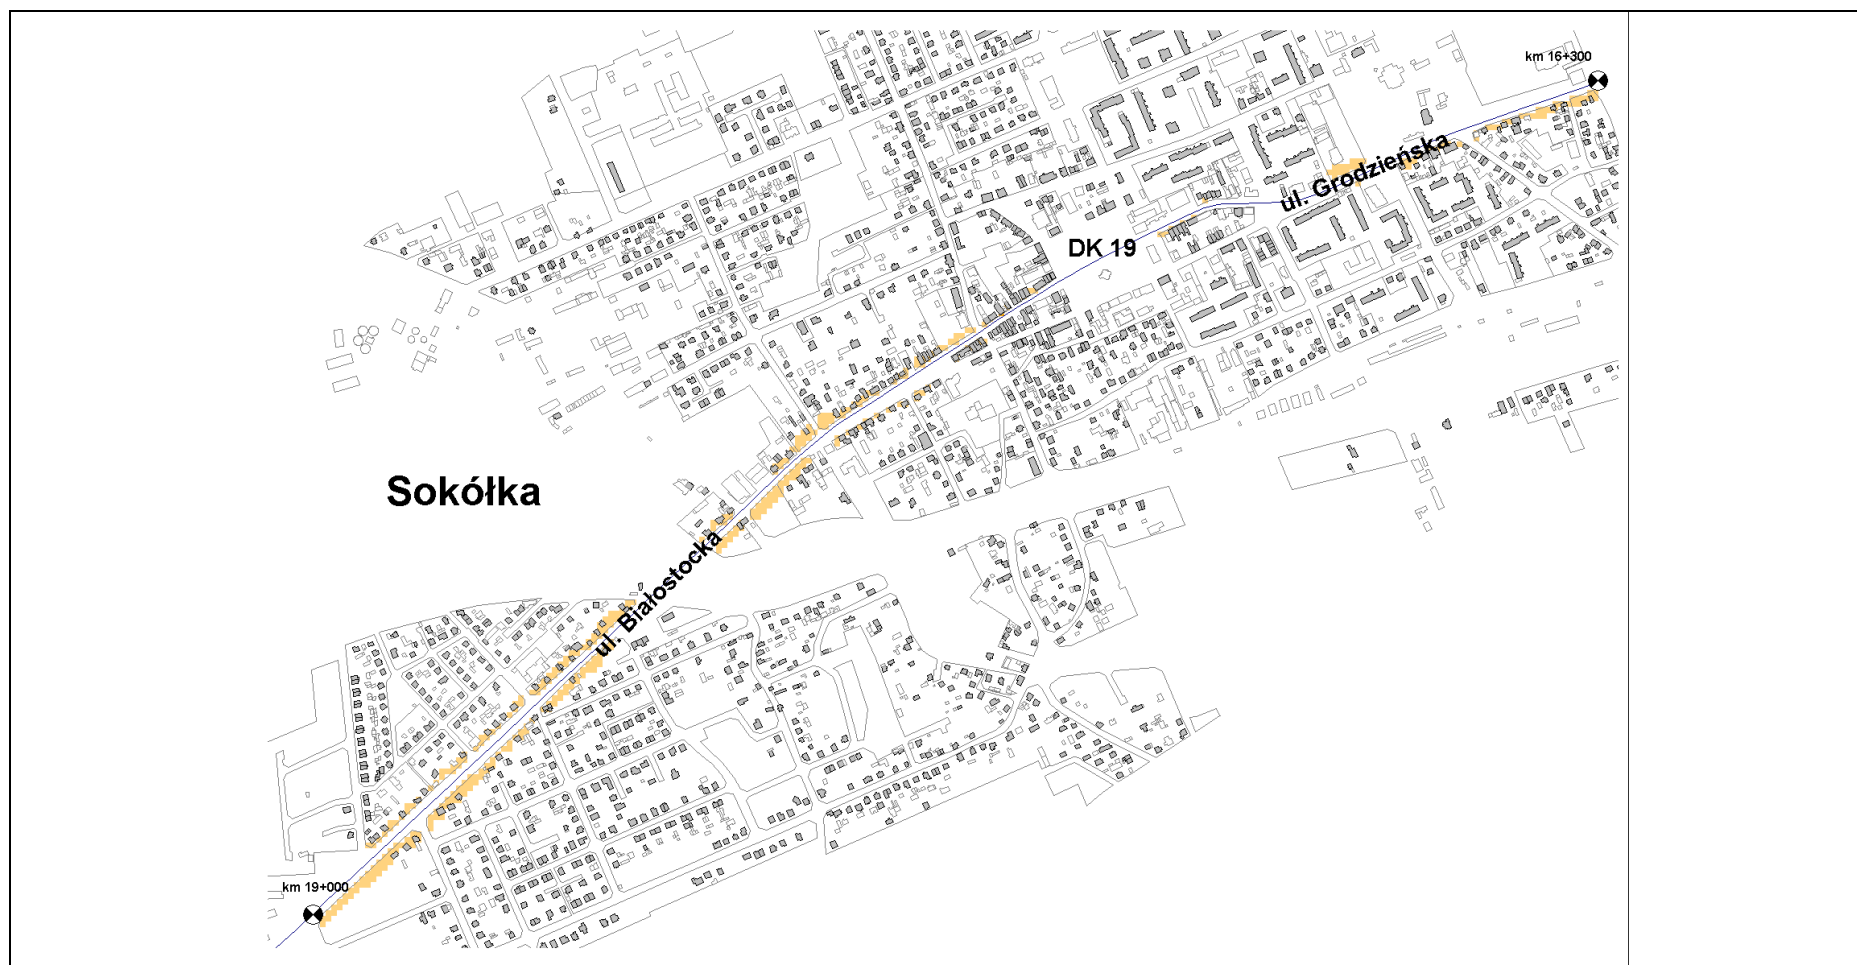 km 16+300
ul. Grodzieńska
DK 19
Sokółka
ul. Białostocka
km 19+000